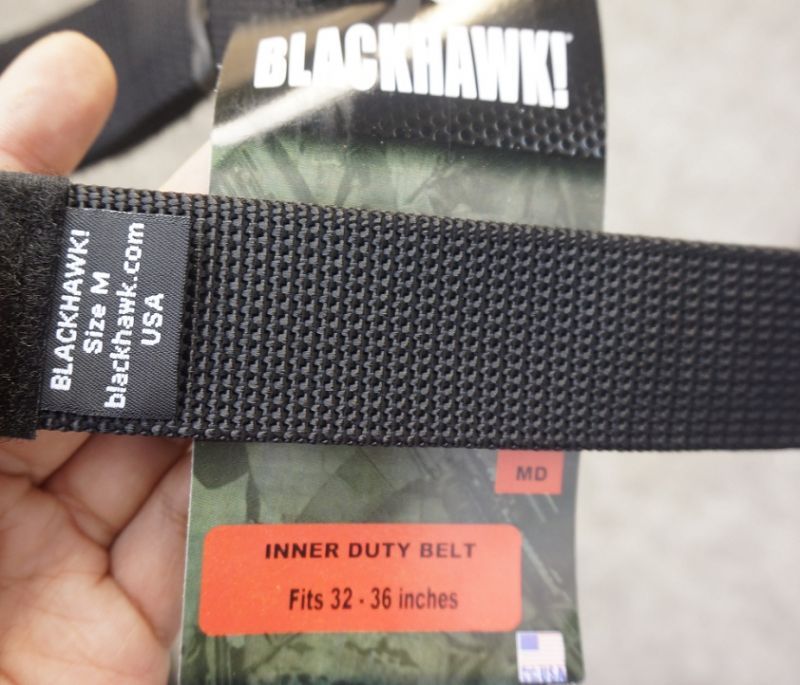 BLACKHAWK!
BLACKHAWK!
Size M
blackhawk.com
USA
MD
INNER DUTY BELT
Fits 32 - 36 inches